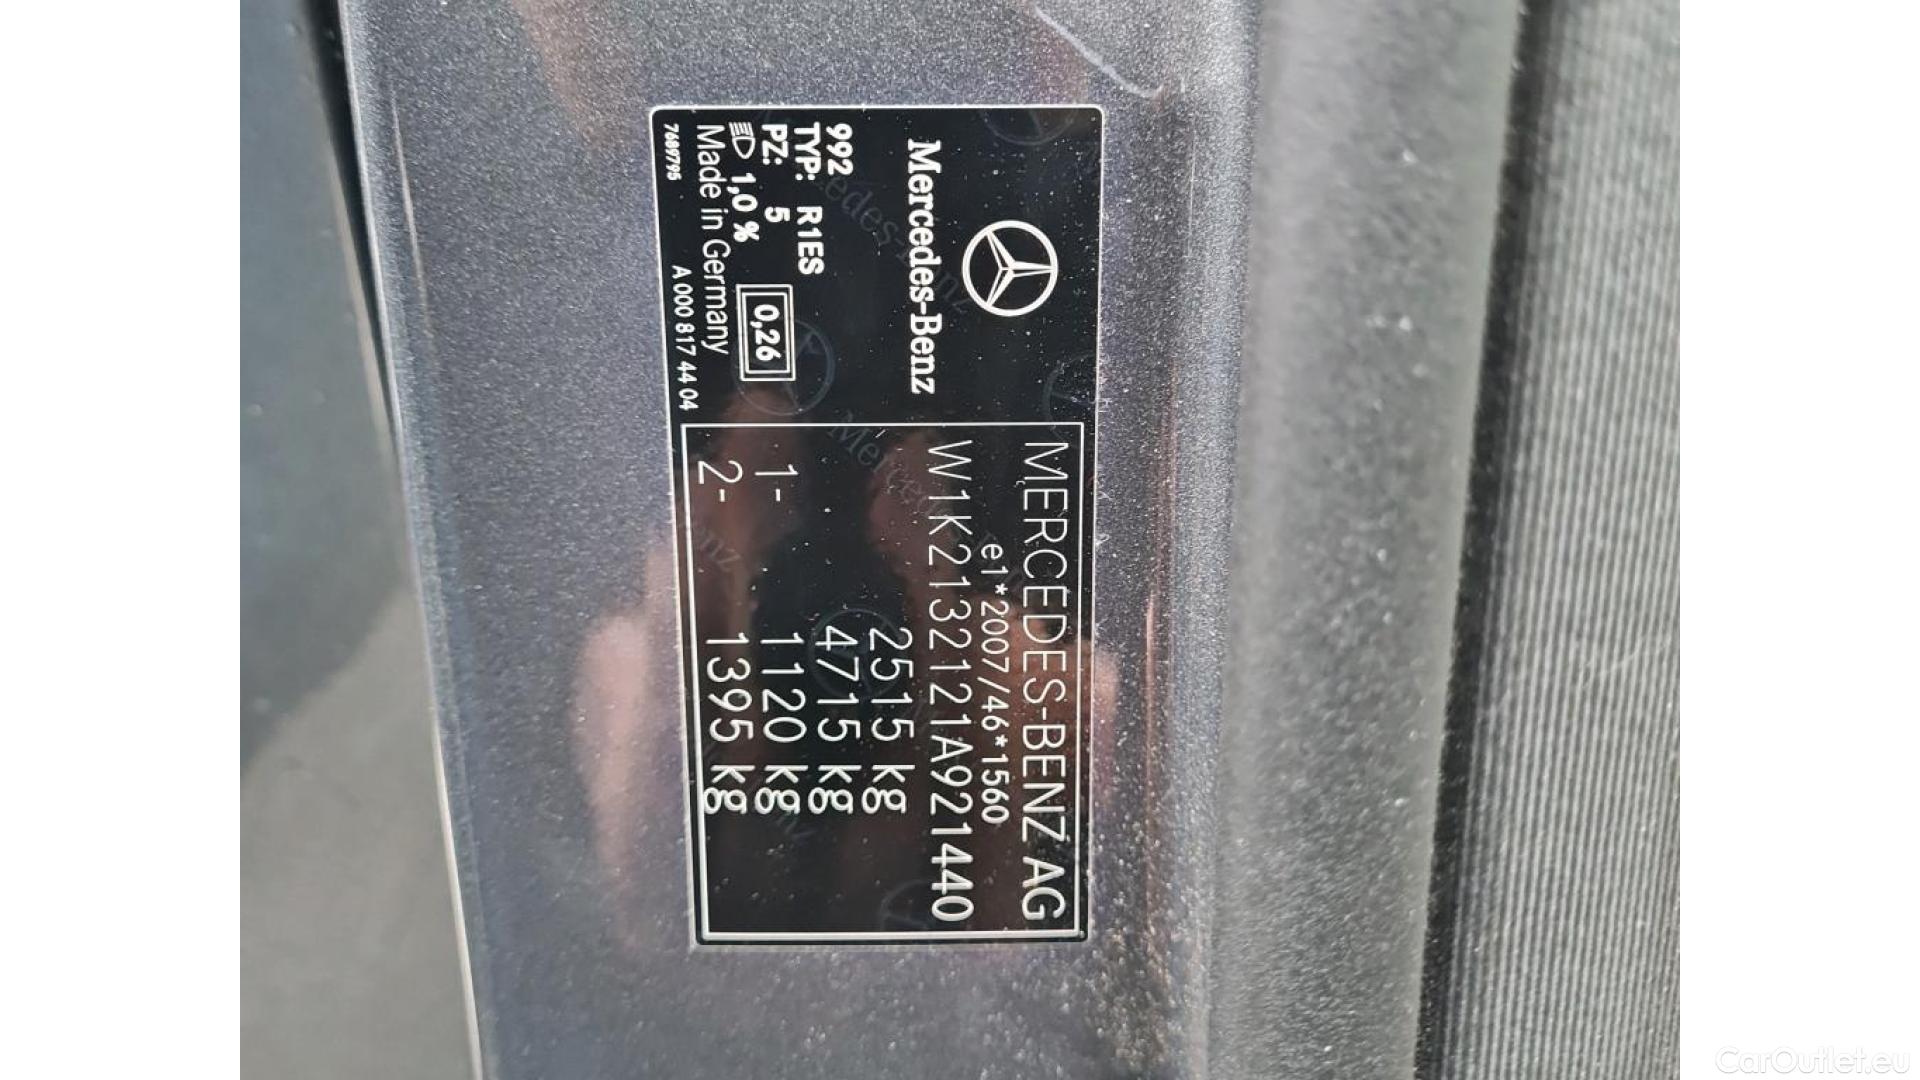 Mercedes-Benz
992
TYP: R1ES
PZ: 5
1,0 %
0,26
Made in Germany
7689795
A 000 817 44 04
MERCEDES-BENZ AG
e1*2007/46*1560
W1K2132121A921440
2515 kg
4715 kg
1- 1120 kg
2- 1395 kg
CarOutlet.eu